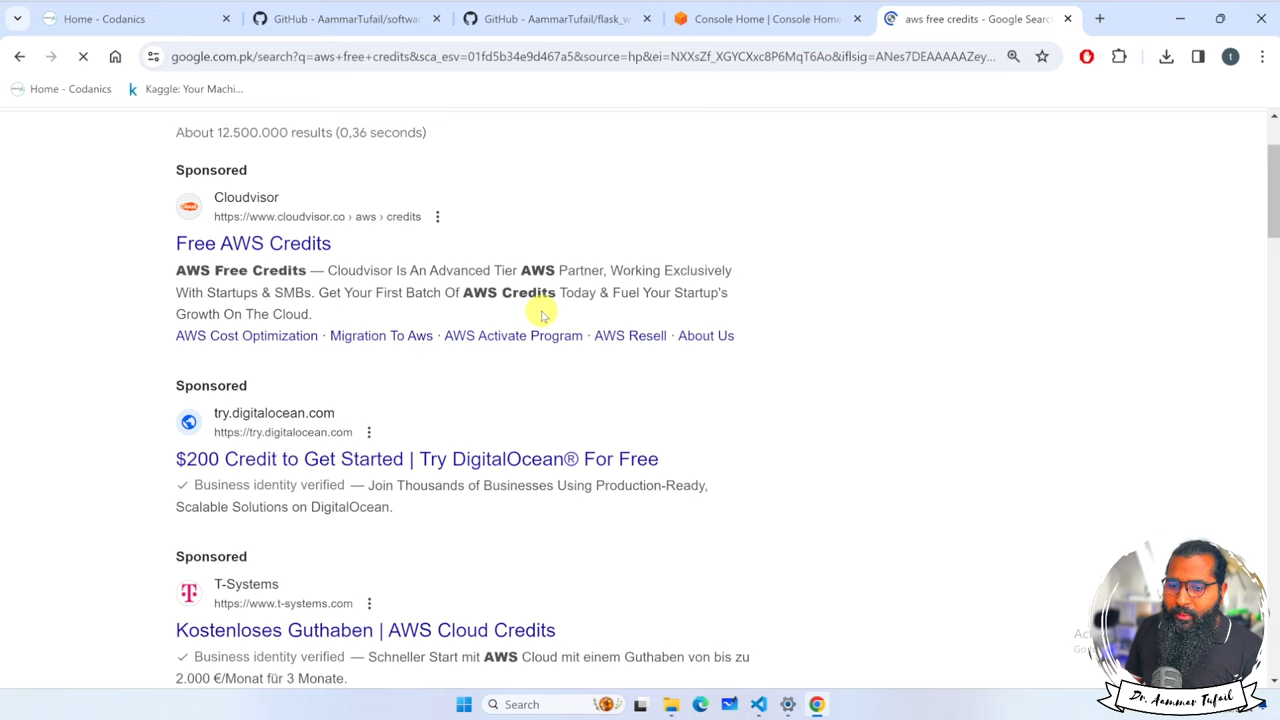 Home - Codanics
GitHub - AammarTufail/softwa
GitHub - AammarTufail/flask_w
Console Home | Console Home
aws free credits - Google Searc
google.com.pk/search?q=aws+free+credits&sca_esv=01fd5b34e9d467a5&source=hp&ei=NXXsZf_XGYCXxc8P6MqT6Ao&iflsig=ANes7DEAAAAAZey...
t
Home - Codanics
Kaggle: Your Machi...
About 12.500.000 results (0,36 seconds)
Sponsored
Cloudvisor
https://www.cloudvisor.co › aws › credits
Free AWS Credits
AWS Free Credits — Cloudvisor Is An Advanced Tier AWS Partner, Working Exclusively
With Startups & SMBs. Get Your First Batch Of AWS Credits Today & Fuel Your Startup's
Growth On The Cloud.
AWS Cost Optimization · Migration To Aws · AWS Activate Program · AWS Resell · About Us
Sponsored
try.digitalocean.com
https://try.digitalocean.com
$200 Credit to Get Started | Try DigitalOcean® For Free
Business identity verified — Join Thousands of Businesses Using Production-Ready,
Scalable Solutions on DigitalOcean.
Sponsored
T-Systems
https://www.t-systems.com
Kostenloses Guthaben | AWS Cloud Credits
Business identity verified — Schneller Start mit AWS Cloud mit einem Guthaben von bis zu
2.000 €/Monat für 3 Monate.
Search
Dr. Aammar Tufail